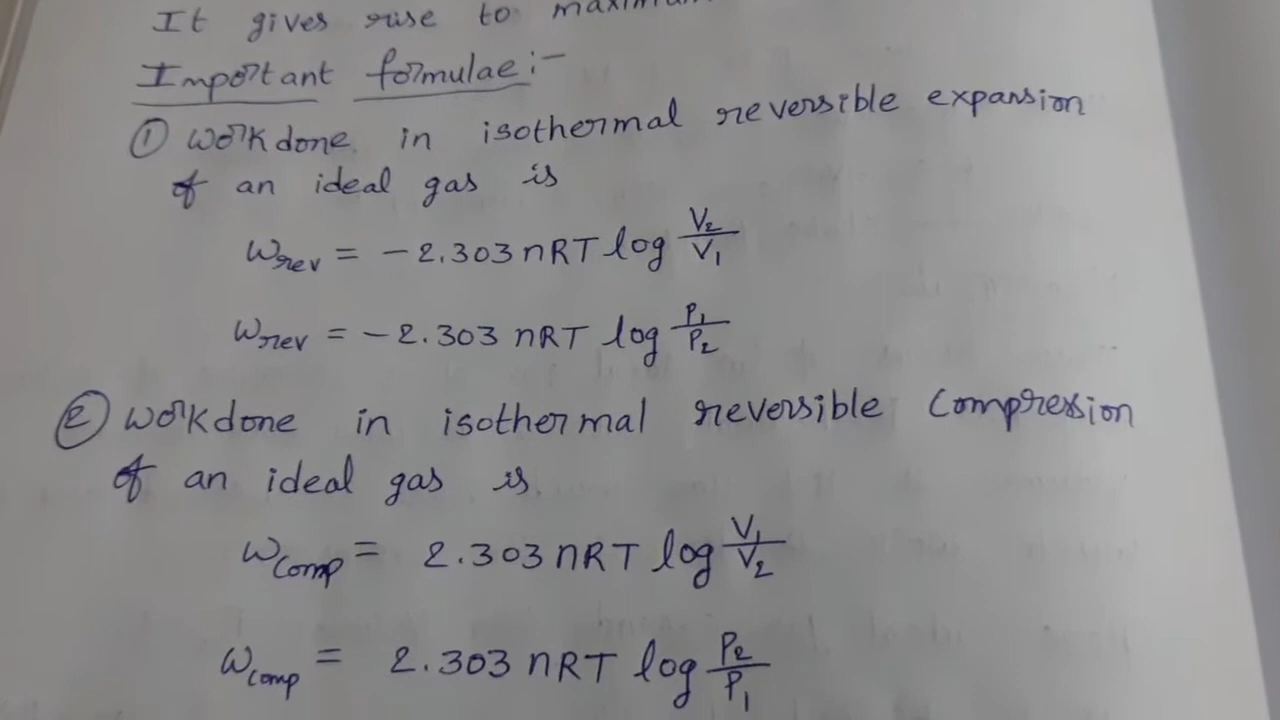 It gives rise to maximum
Important formulae:-
① Workdone in isothermal reversible expansion
of an ideal gas is
Wrev = - 2.303 nRT log V2/V1
Wrev = - 2.303 nRT log P1/P2
② Workdone in isothermal reversible Compression
of an ideal gas is
Wcomp = 2.303 nRT log V1/V2
Wcomp = 2.303 nRT log P2/P1